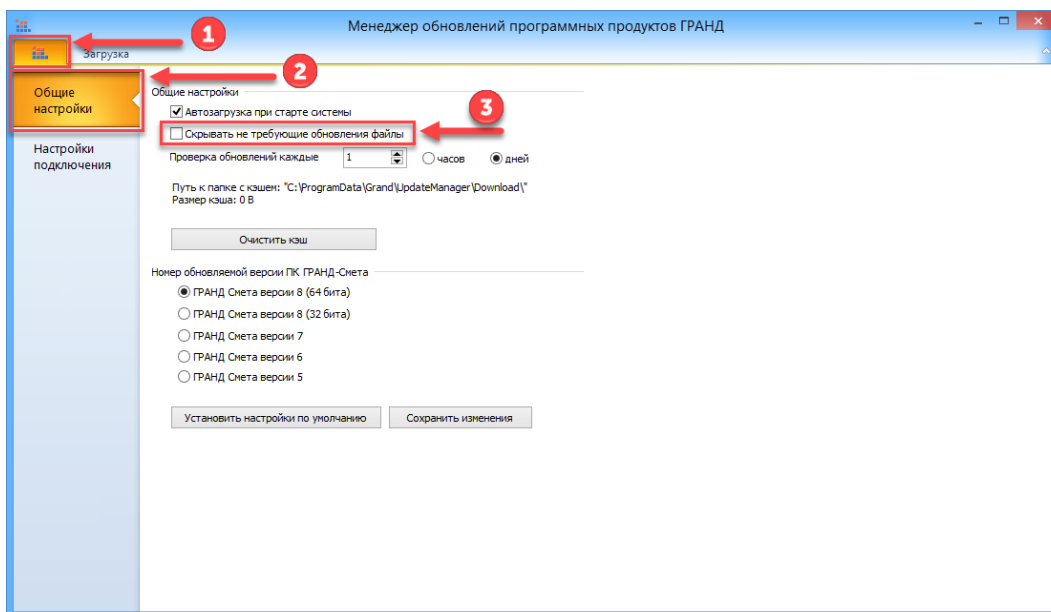 Менеджер обновлений программных продуктов ГРАНД
1
Загрузка
2
Общие
настройки
Настройки
подключения
Общие настройки
Автозагрузка при старте системы
3
Скрывать не требующие обновления файлы
Проверка обновлений каждые 1 часов дней
Путь к папке с кэшем: "C:\ProgramData\Grand\UpdateManager\Download\"
Размер кэша: 0 B
Очистить кэш
Номер обновляемой версии ПК ГРАНД-Смета
ГРАНД Смета версии 8 (64 бита)
ГРАНД Смета версии 8 (32 бита)
ГРАНД Смета версии 7
ГРАНД Смета версии 6
ГРАНД Смета версии 5
Установить настройки по умолчанию Сохранить изменения